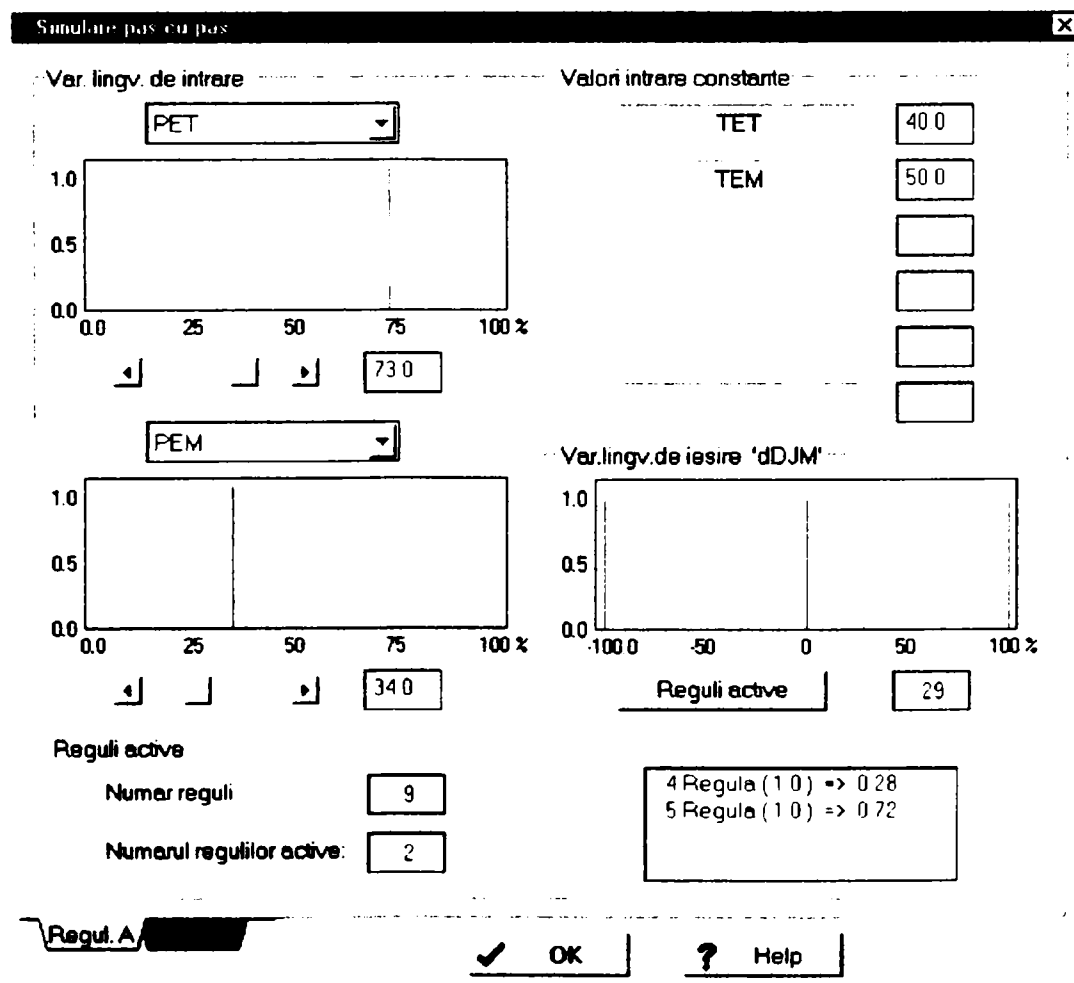 Simulare pas cu pas
Var. lingv. de intrare
PET
1.0
0.5
0.0
0.0 25 50 75 100 %
73.0
PEM
1.0
0.5
0.0
0.0 25 50 75 100 %
34.0
Valori intrare constante
TET 40.0
TEM 50.0
Var.lingv.de iesire 'dDJM'
1.0
0.5
0.0
-100.0 -50 0 50 100 %
Reguli active 29
Reguli active
Numar reguli 9
Numarul regulilor active: 2
4 Regula ( 1 0 ) => 0 28
5 Regula ( 1 0 ) => 0 72
Regul. A
OK
? Help